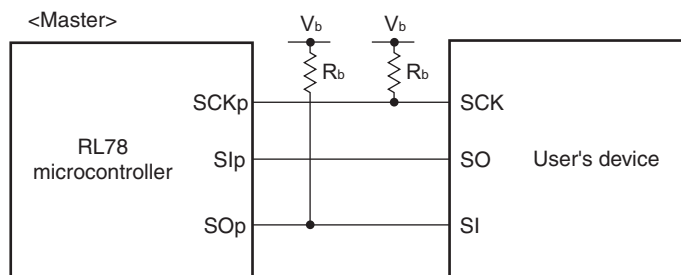 <Master>
Vb Vb
Rb Rb
SCKp SCK
RL78
microcontroller
SIp SO
User's device
SOp SI